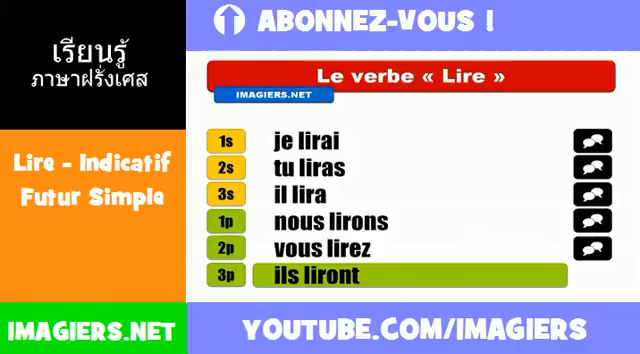 เรียนรู้
ภาษาฝรั่งเศส
Lire - Indicatif
Futur Simple
IMAGIERS.NET
ABONNEZ-VOUS !
Le verbe « Lire »
IMAGIERS.NET
1s je lirai
2s tu liras
3s il lira
1p nous lirons
2p vous lirez
3p ils liront
YOUTUBE.COM/IMAGIERS